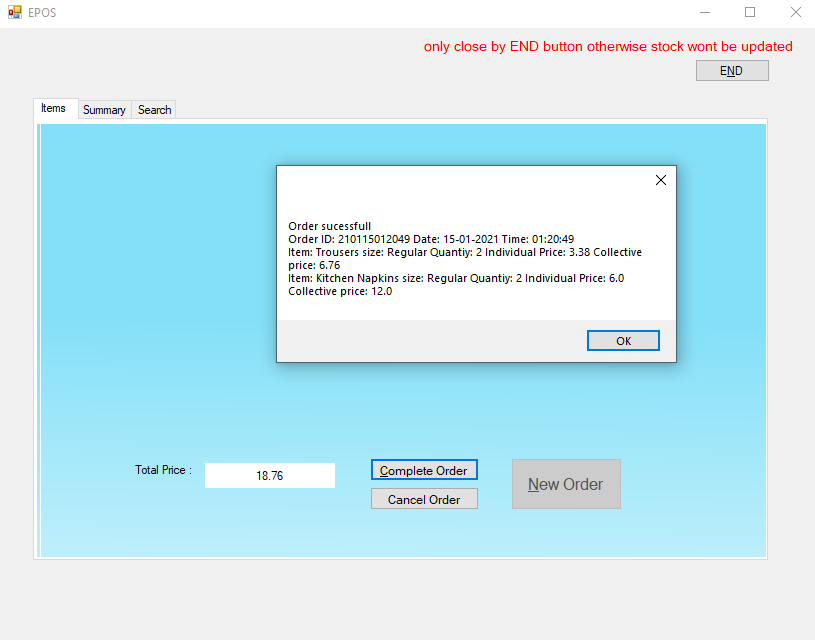 EPOS
only close by END button otherwise stock wont be updated
END
Items Summary Search
Order sucessfull
Order ID: 210115012049 Date: 15-01-2021 Time: 01:20:49
Item: Trousers size: Regular Quantiy: 2 Individual Price: 3.38 Collective
price: 6.76
Item: Kitchen Napkins size: Regular Quantiy: 2 Individual Price: 6.0
Collective price: 12.0
OK
Total Price : 18.76 Complete Order
Cancel Order
New Order